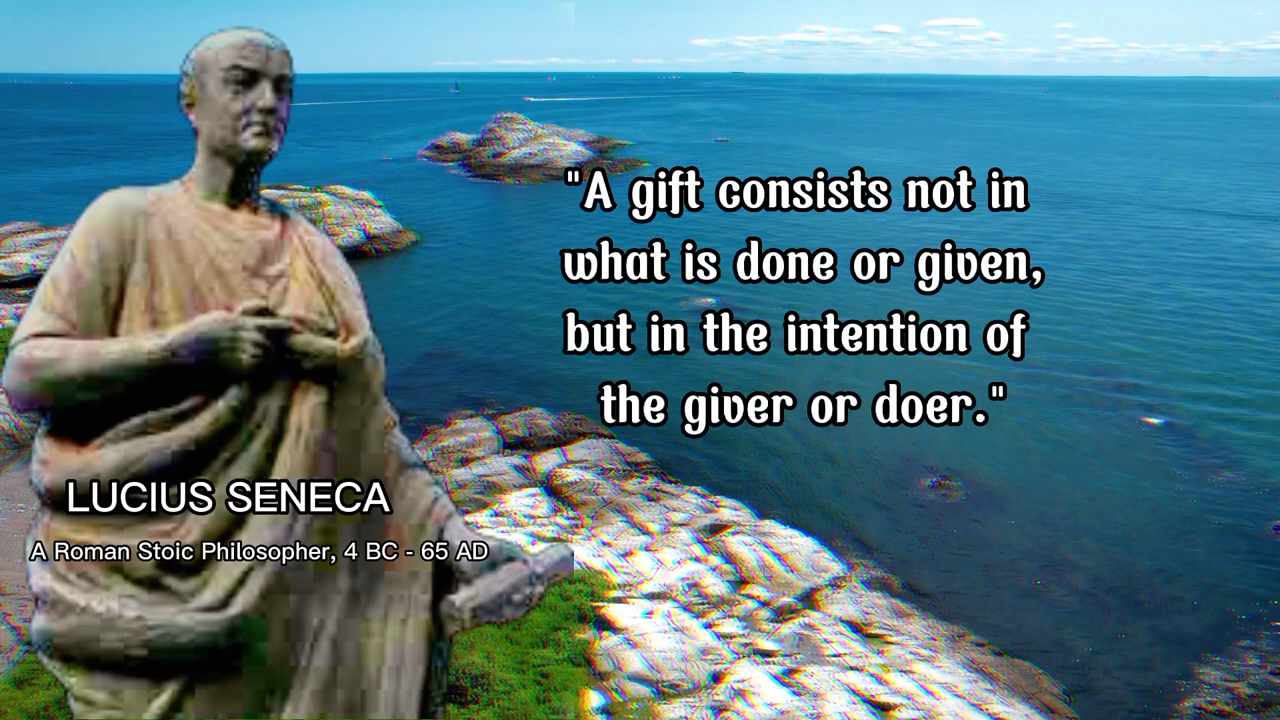 "A gift consists not in
what is done or given,
but in the intention of
the giver or doer."
LUCIUS SENECA
A Roman Stoic Philosopher, 4 BC - 65 AD